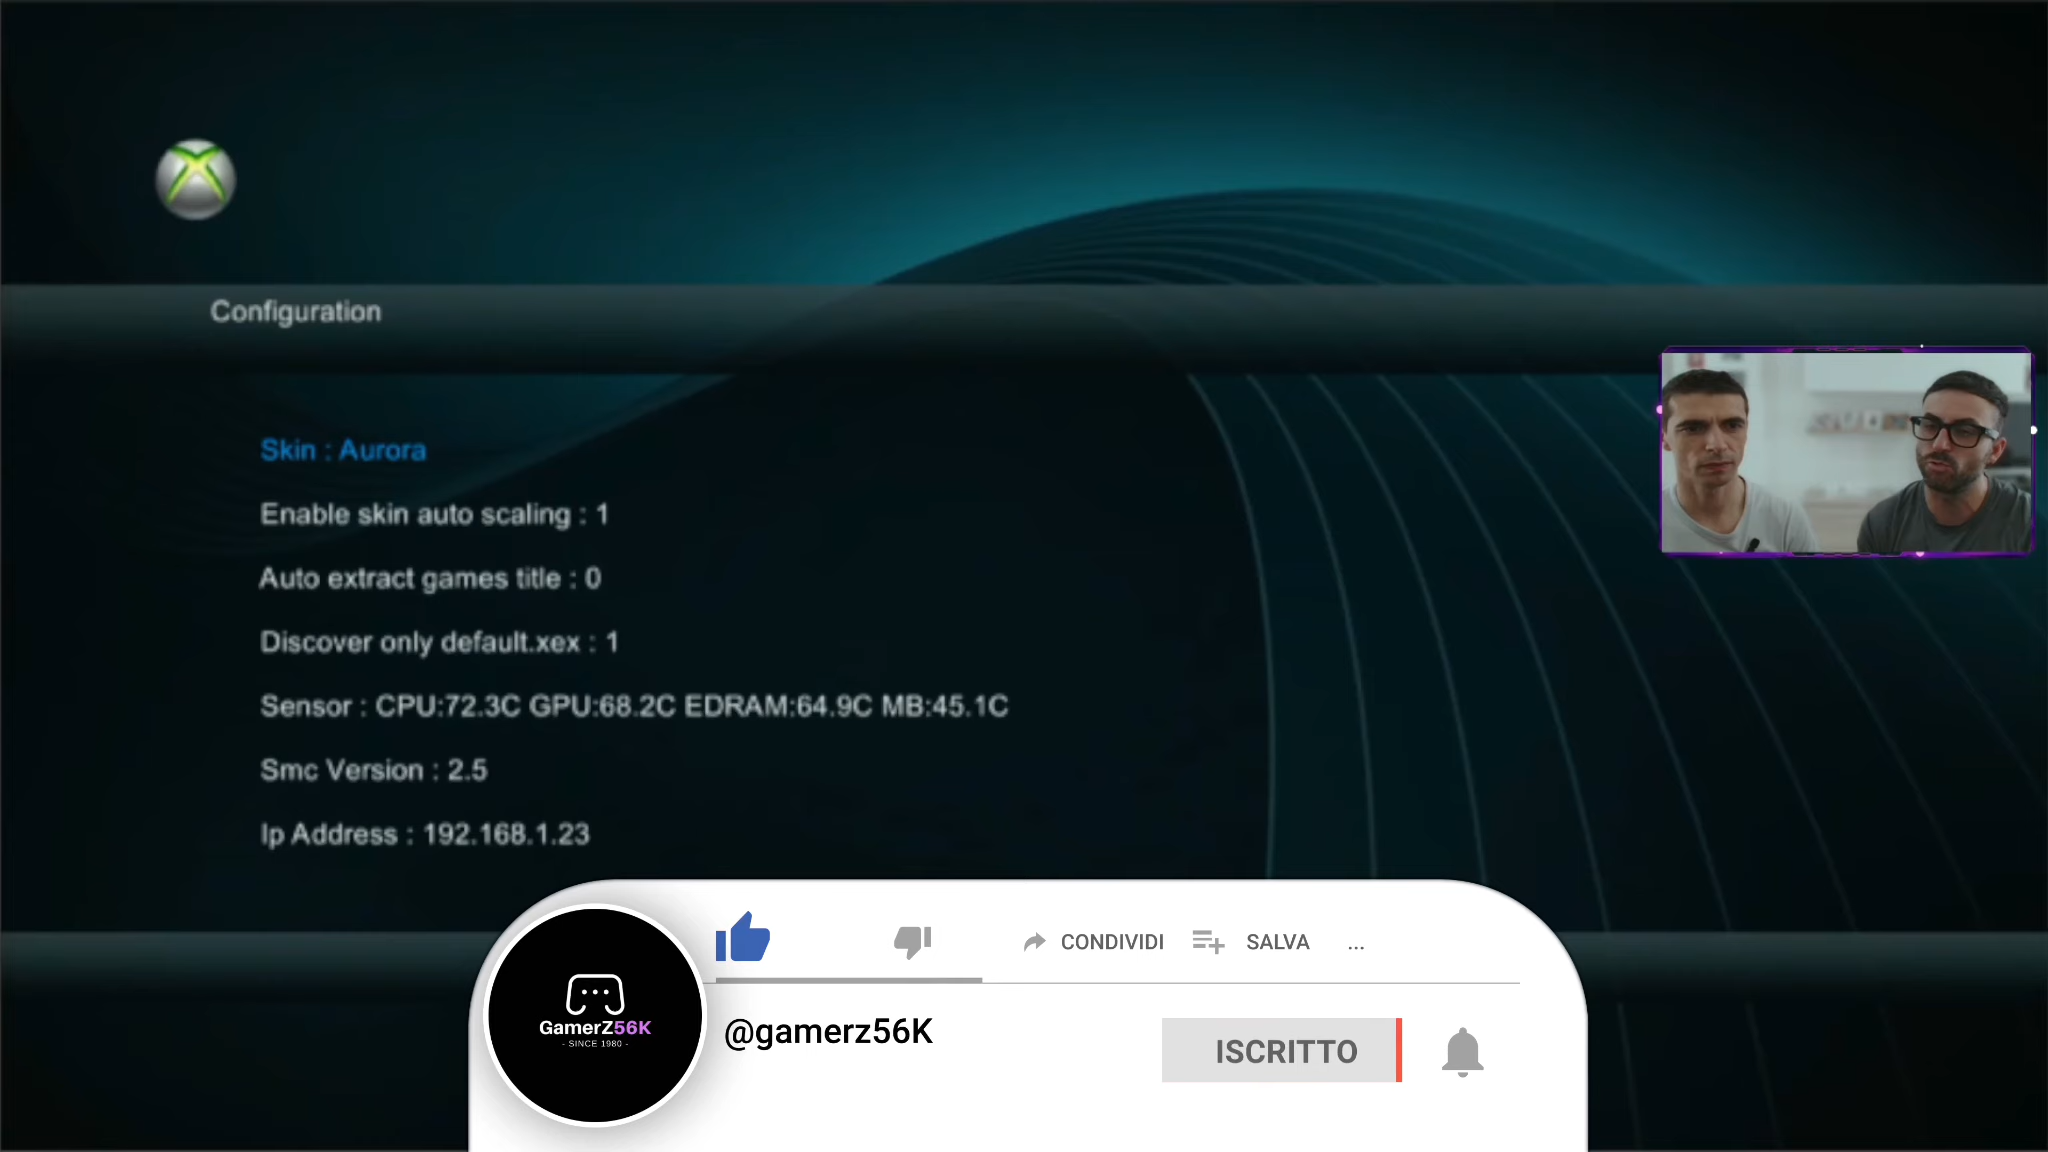 Configuration
Skin : Aurora
Enable skin auto scaling : 1
Auto extract games title : 0
Discover only default.xex : 1
Sensor : CPU:72.3C GPU:68.2C EDRAM:64.9C MB:45.1C
Smc Version : 2.5
Ip Address : 192.168.1.23
CONDIVIDI SALVA ...
GamerZ56K
- SINCE 1980 -
@gamerz56K
ISCRITTO